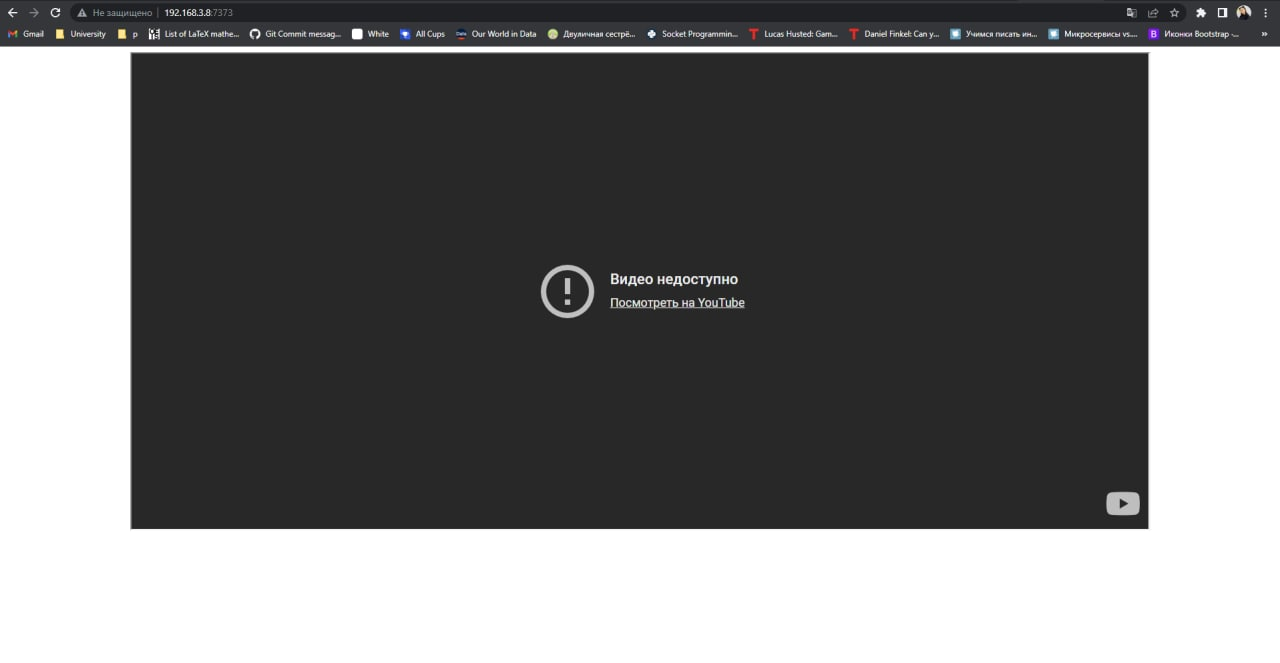 Не защищено 192.168.3.8:7373
Gmail University p List of LaTeX mathe... Git Commit messag... White All Cups Our World in Data Двуличная сестрё... Socket Programmin... Lucas Husted: Gam... Daniel Finkel: Can y... Учимся писать ин... Микросервисы vs.... Иконки Bootstrap -... »
Видео недоступно
Посмотреть на YouTube